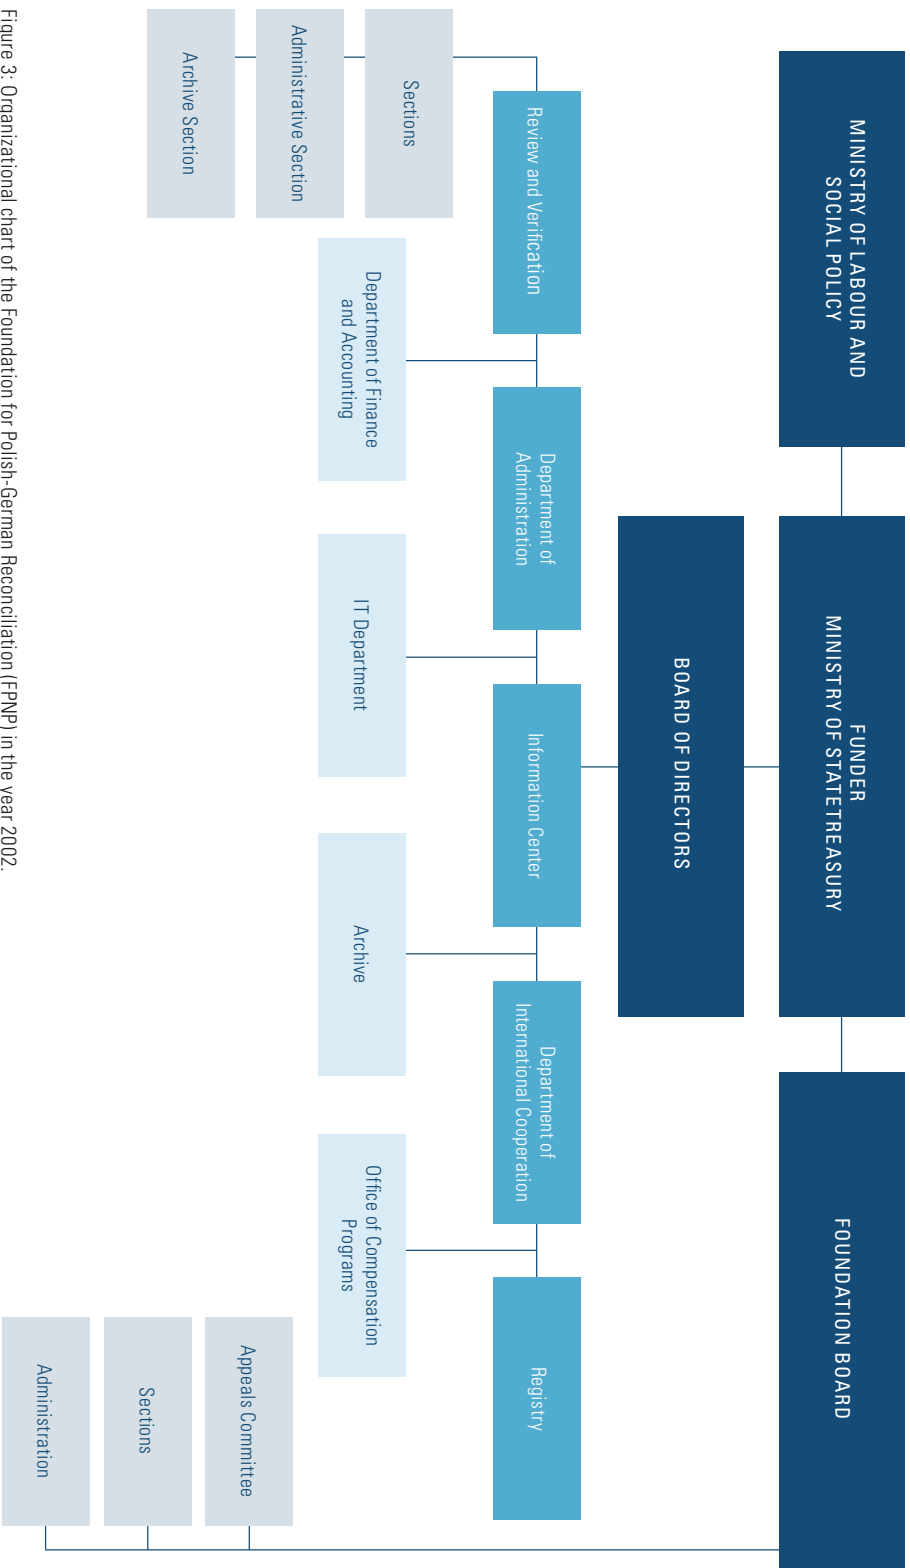 MINISTRY OF LABOUR AND
SOCIAL POLICY
FUNDER
MINISTRY OF STATE TREASURY
FOUNDATION BOARD
BOARD OF DIRECTORS
Review and Verification
Department of
Administration
Information Center
Department of
International Cooperation
Registry
Department of Finance
and Accounting
IT Department
Archive
Office of Compensation
Programs
Sections
Administrative Section
Archive Section
Appeals Committee
Sections
Administration
Figure 3: Organizational chart of the Foundation for Polish-German Reconciliation (FPNP) in the year 2002.